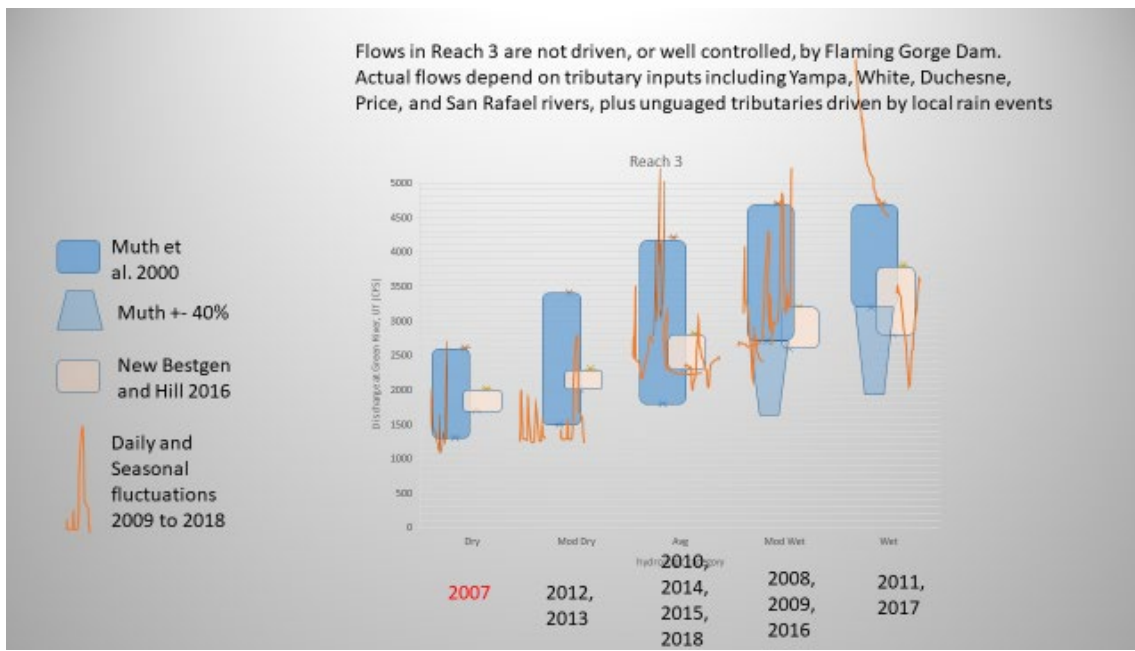 Flows in Reach 3 are not driven, or well controlled, by Flaming Gorge Dam.
Actual flows depend on tributary inputs including Yampa, White, Duchesne,
Price, and San Rafael rivers, plus unguaged tributaries driven by local rain events
Reach 3
Muth et
al. 2000
Muth +- 40%
New Bestgen
and Hill 2016
Daily and
Seasonal
fluctuations
2009 to 2018
Discharge at Green River, UT (CFS)
5000
4500
4000
3500
3000
2500
2000
1500
1000
500
0
Dry
Mod Dry
Avg
Mod Wet
Wet
2007
2012,
2013
2010,
2014,
2015,
2018
2008,
2009,
2016
2011,
2017